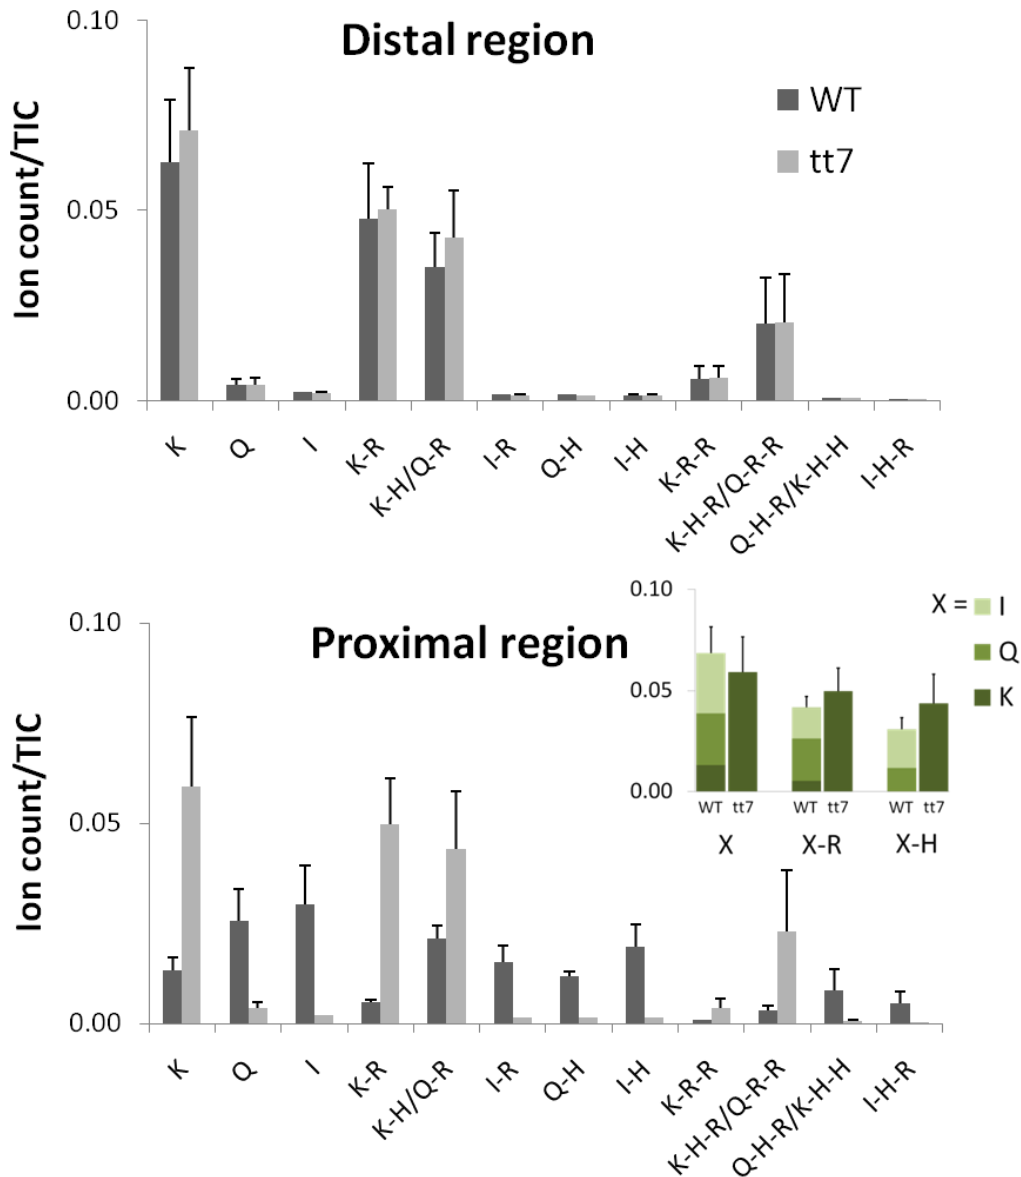 Distal region
Ion count/TIC
0.10
0.05
0.00
WT
tt7
K
Q
I
K-R
K-H/Q-R
I-R
Q-H
I-H
K-R-R
K-H-R/Q-R-R
Q-H-R/K-H-H
I-H-R
Proximal region
Ion count/TIC
0.10
0.05
0.00
0.10
0.05
0.00
X = I
Q
K
WT tt7 WT tt7 WT tt7
X X-R X-H
K
Q
I
K-R
K-H/Q-R
I-R
Q-H
I-H
K-R-R
K-H-R/Q-R-R
Q-H-R/K-H-H
I-H-R